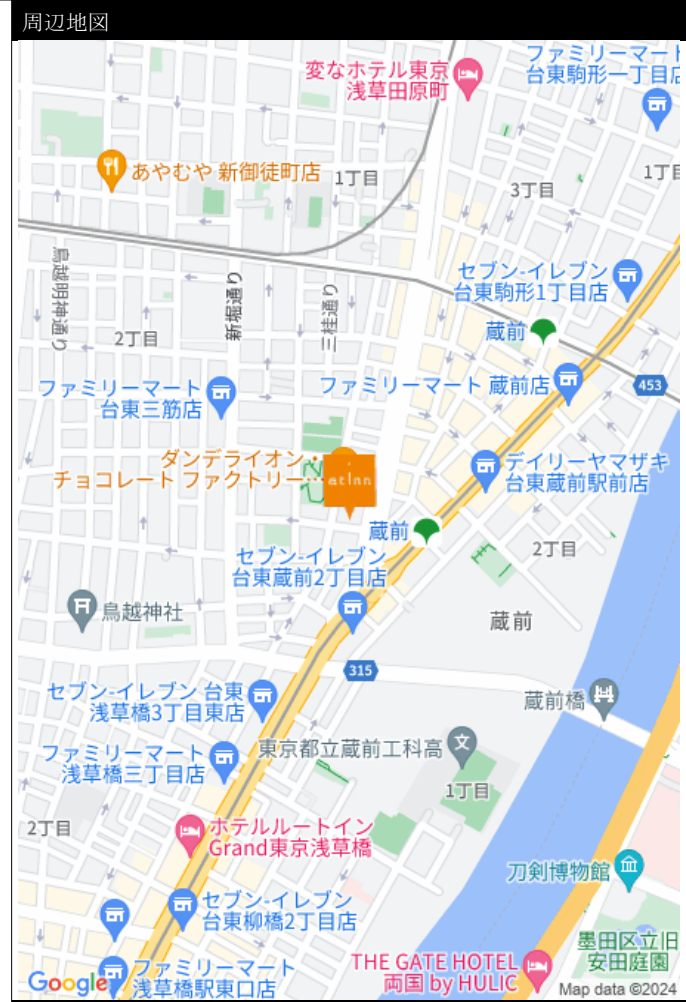 周辺地図
変なホテル東京
浅草田原町
ファミリーマート
台東駒形一丁目店
あやむや 新御徒町店
1丁目
3丁目
1丁目
鳥越明神通り
新堀通り
三桂通り
セブン-イレブン
台東駒形1丁目店
2丁目
蔵前
ファミリーマート
台東三筋店
ファミリーマート 蔵前店
453
ダンデライオン・
チョコレート ファクトリー…
at inn
デイリーヤマザキ
台東蔵前駅前店
蔵前
セブン-イレブン
台東蔵前2丁目店
2丁目
鳥越神社
蔵前
315
セブン-イレブン 台東
浅草橋3丁目東店
蔵前橋
ファミリーマート
浅草橋三丁目店
東京都立蔵前工科高
1丁目
2丁目
ホテルルートイン
Grand東京浅草橋
刀剣博物館
セブン-イレブン
台東柳橋2丁目店
墨田区立旧
安田庭園
THE GATE HOTEL
両国 by HULIC
ファミリーマート
浅草橋駅東口店
Google
Map data ©2024